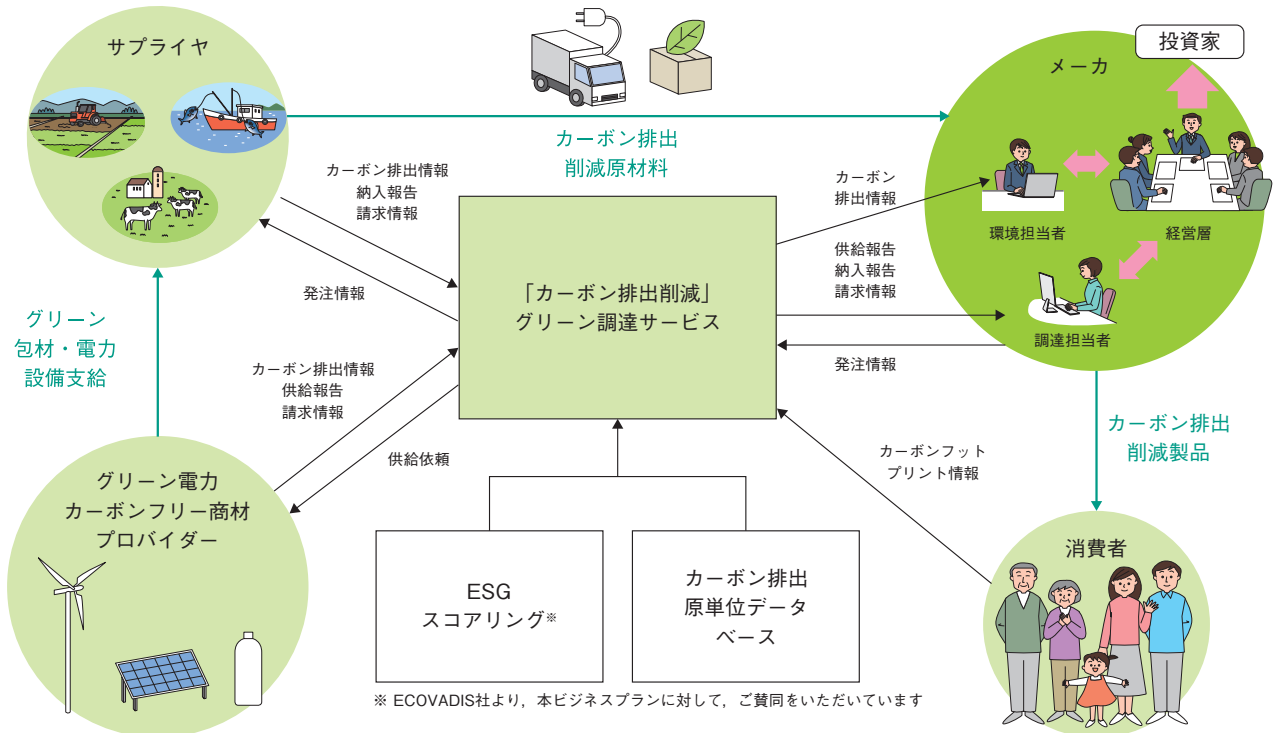 サプライヤ
投資家
メーカ
カーボン排出
削減原材料
カーボン排出情報
納入報告
請求情報
カーボン
排出情報
環境担当者
経営層
発注情報
「カーボン排出削減」
グリーン調達サービス
供給報告
納入報告
請求情報
調達担当者
発注情報
グリーン
包材・電力
設備支給
カーボン排出情報
供給報告
請求情報
供給依頼
カーボンフット
プリント情報
カーボン排出
削減製品
グリーン電力
カーボンフリー商材
プロバイダー
ESG
スコアリング※
カーボン排出
原単位データ
ベース
消費者
※ ECOVADIS社より，本ビジネスプランに対して，ご賛同をいただいています